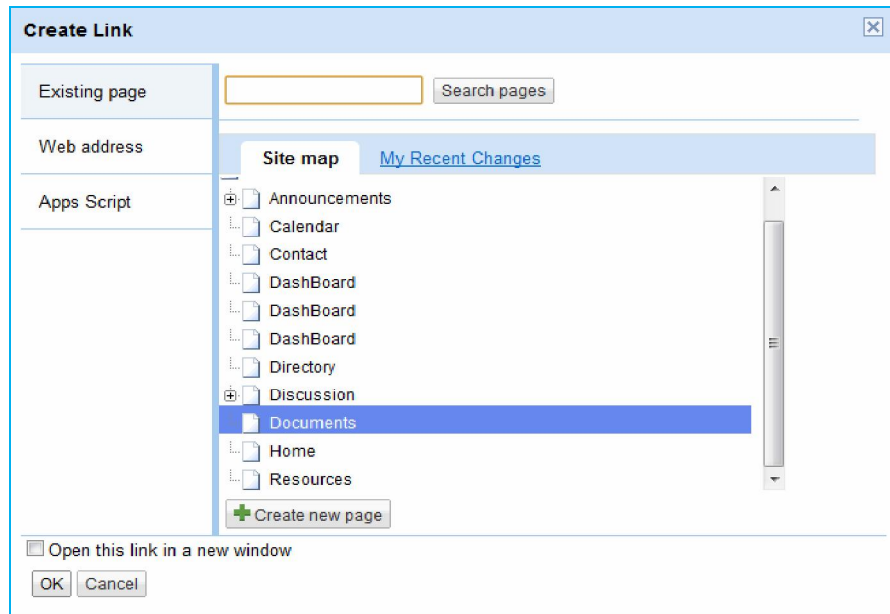 Create Link
Existing page
Search pages
Web address
Site map My Recent Changes
Apps Script
Announcements
Calendar
Contact
DashBoard
DashBoard
DashBoard
Directory
Discussion
Documents
Home
Resources
Create new page
Open this link in a new window
OK Cancel